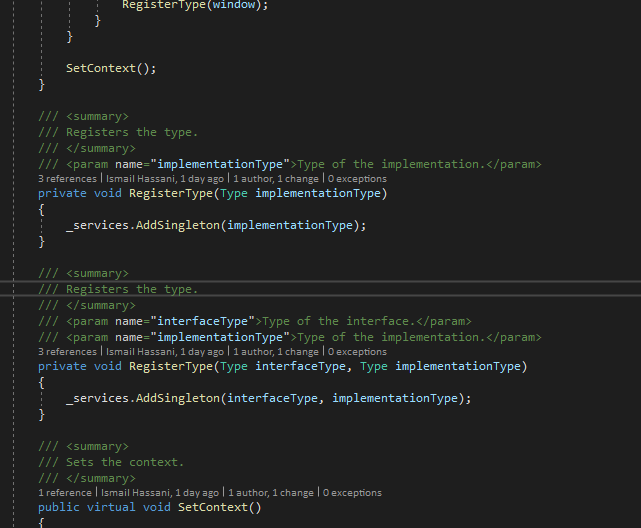 RegisterType(window);
}
}
SetContext();
}
/// <summary>
/// Registers the type.
/// </summary>
/// <param name="implementationType">Type of the implementation.</param>
3 references | Ismail Hassani, 1 day ago | 1 author, 1 change | 0 exceptions
private void RegisterType(Type implementationType)
{
_services.AddSingleton(implementationType);
}
/// <summary>
/// Registers the type.
/// </summary>
/// <param name="interfaceType">Type of the interface.</param>
/// <param name="implementationType">Type of the implementation.</param>
3 references | Ismail Hassani, 1 day ago | 1 author, 1 change | 0 exceptions
private void RegisterType(Type interfaceType, Type implementationType)
{
_services.AddSingleton(interfaceType, implementationType);
}
/// <summary>
/// Sets the context.
/// </summary>
1 reference | Ismail Hassani, 1 day ago | 1 author, 1 change | 0 exceptions
public virtual void SetContext()
{